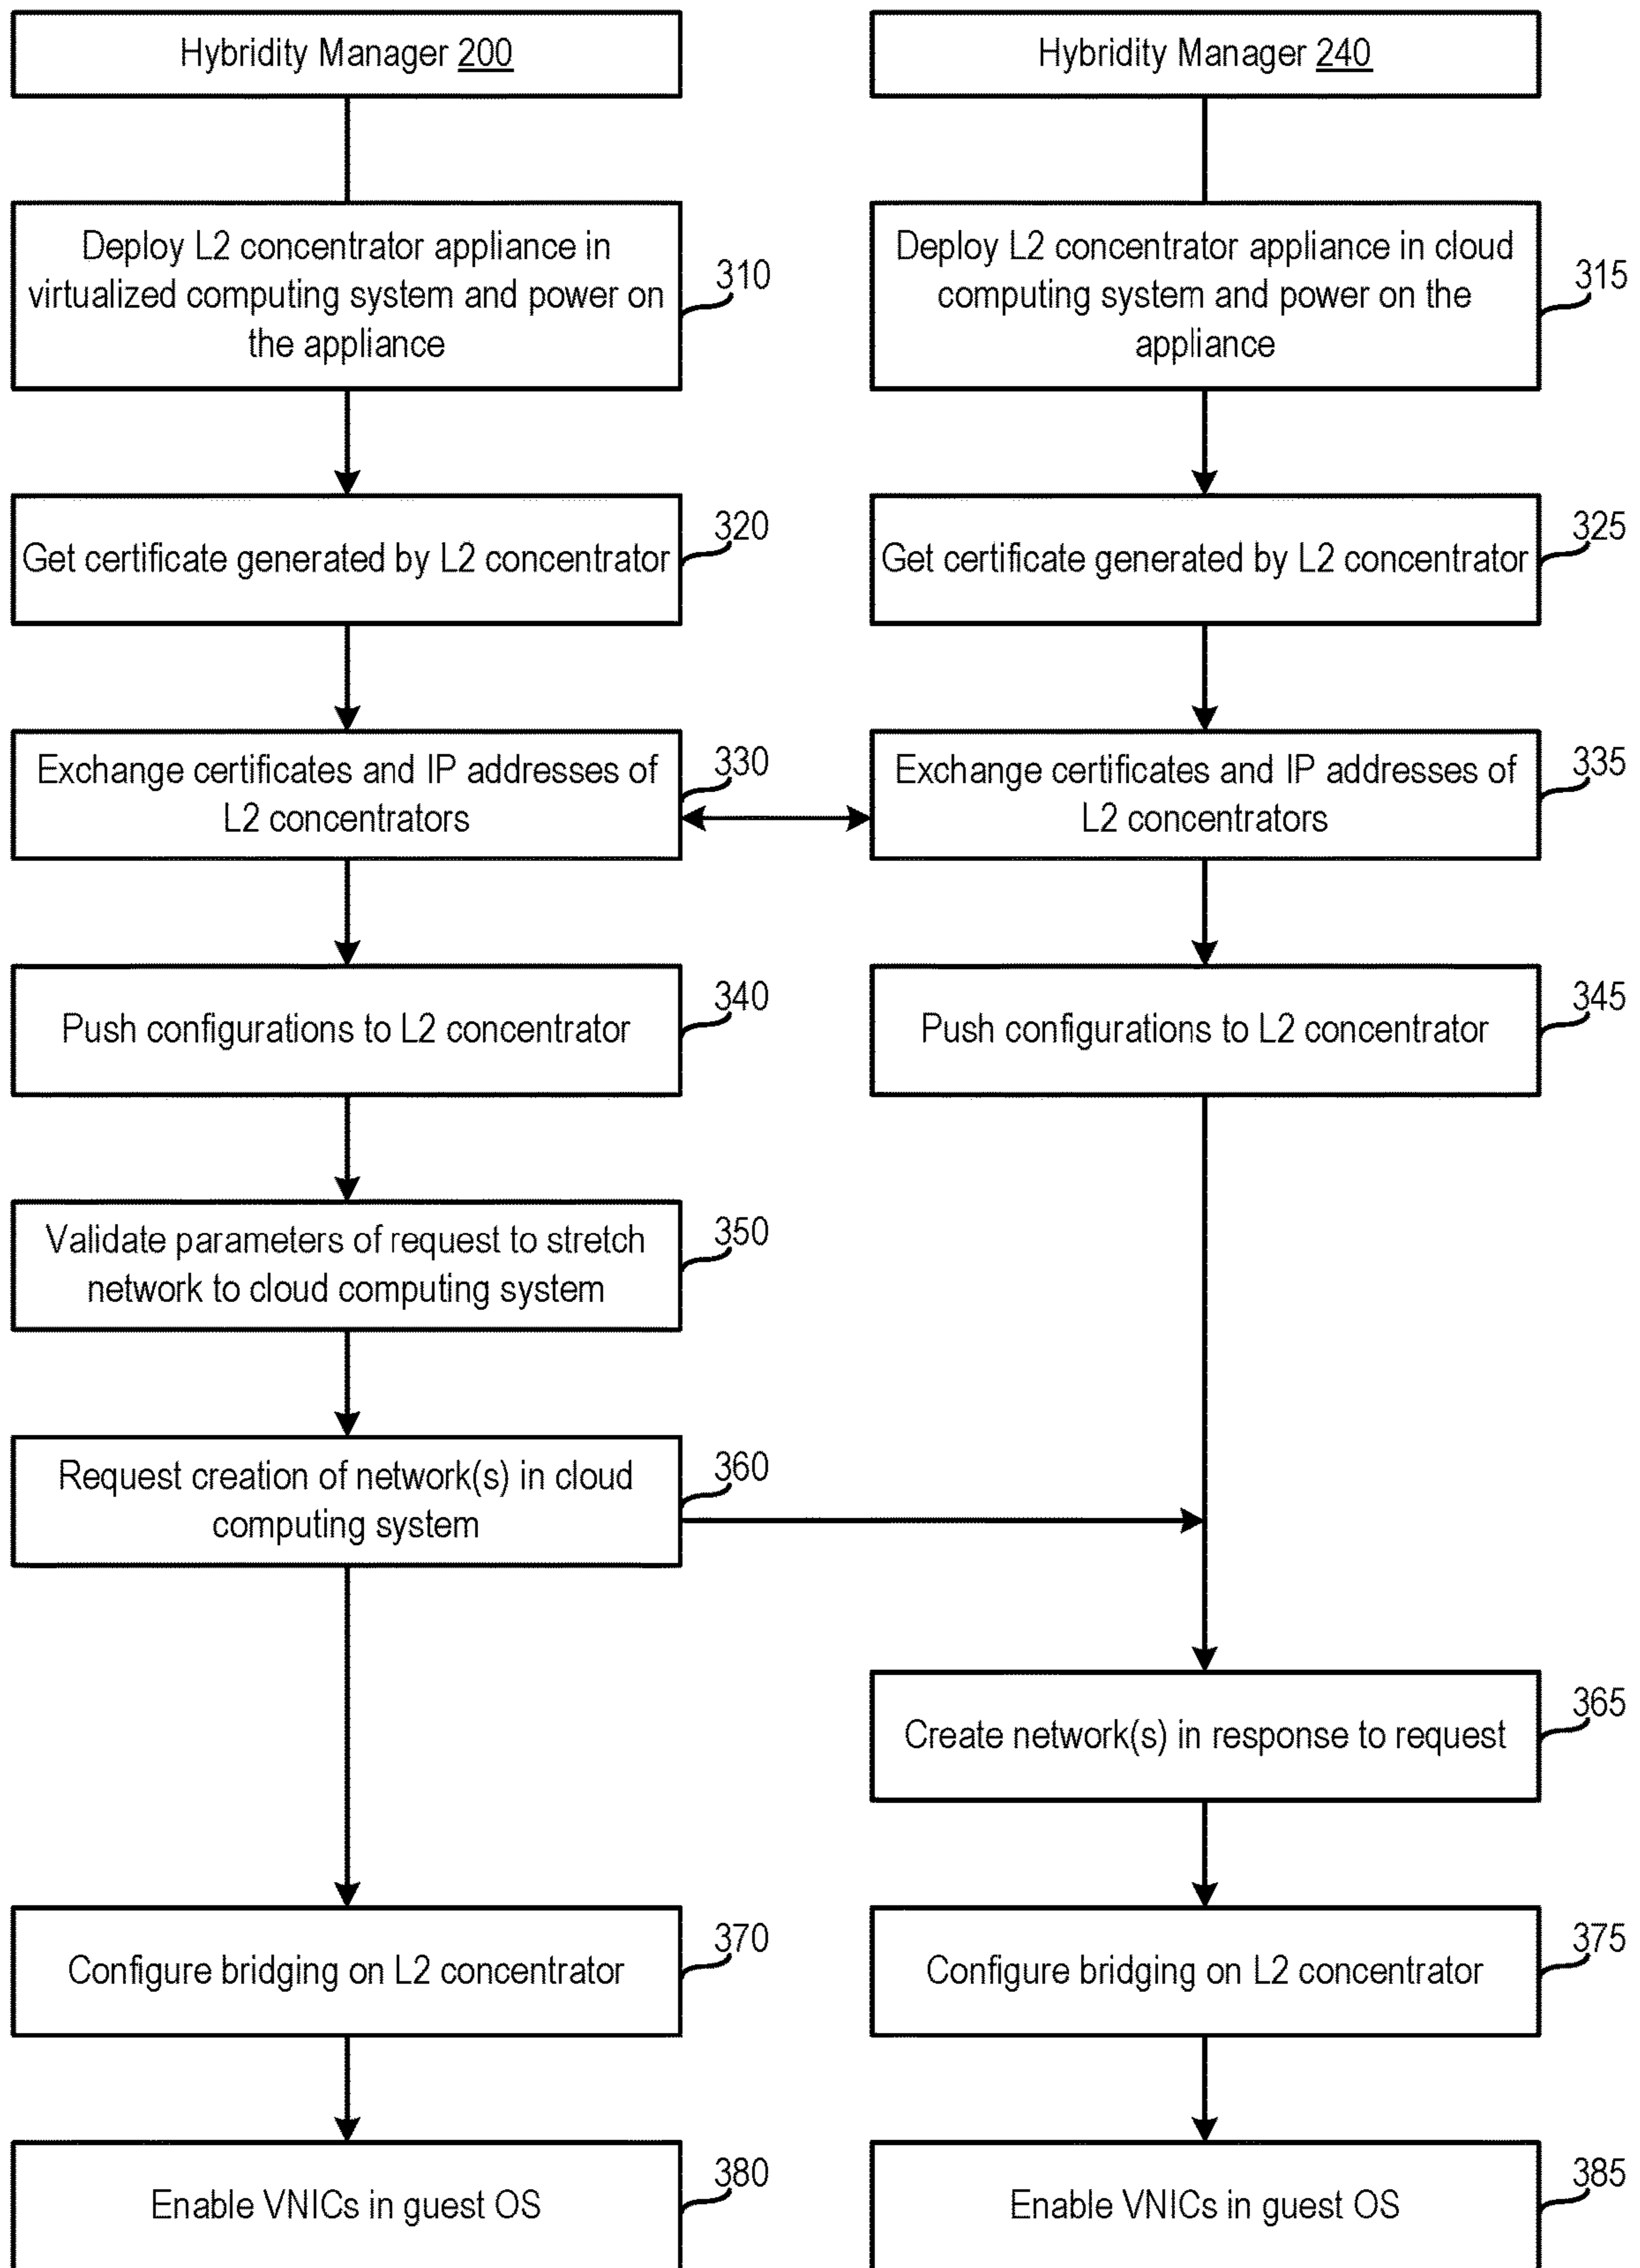 Hybridity Manager 200
Hybridity Manager 240
Deploy L2 concentrator appliance in
virtualized computing system and power on
the appliance
310
Deploy L2 concentrator appliance in cloud
computing system and power on the
appliance
315
Get certificate generated by L2 concentrator
320
Get certificate generated by L2 concentrator
325
Exchange certificates and IP addresses of
L2 concentrators
330
Exchange certificates and IP addresses of
L2 concentrators
335
Push configurations to L2 concentrator
340
Push configurations to L2 concentrator
345
Validate parameters of request to stretch
network to cloud computing system
350
Request creation of network(s) in cloud
computing system
360
Create network(s) in response to request
365
Configure bridging on L2 concentrator
370
Configure bridging on L2 concentrator
375
Enable VNICs in guest OS
380
Enable VNICs in guest OS
385